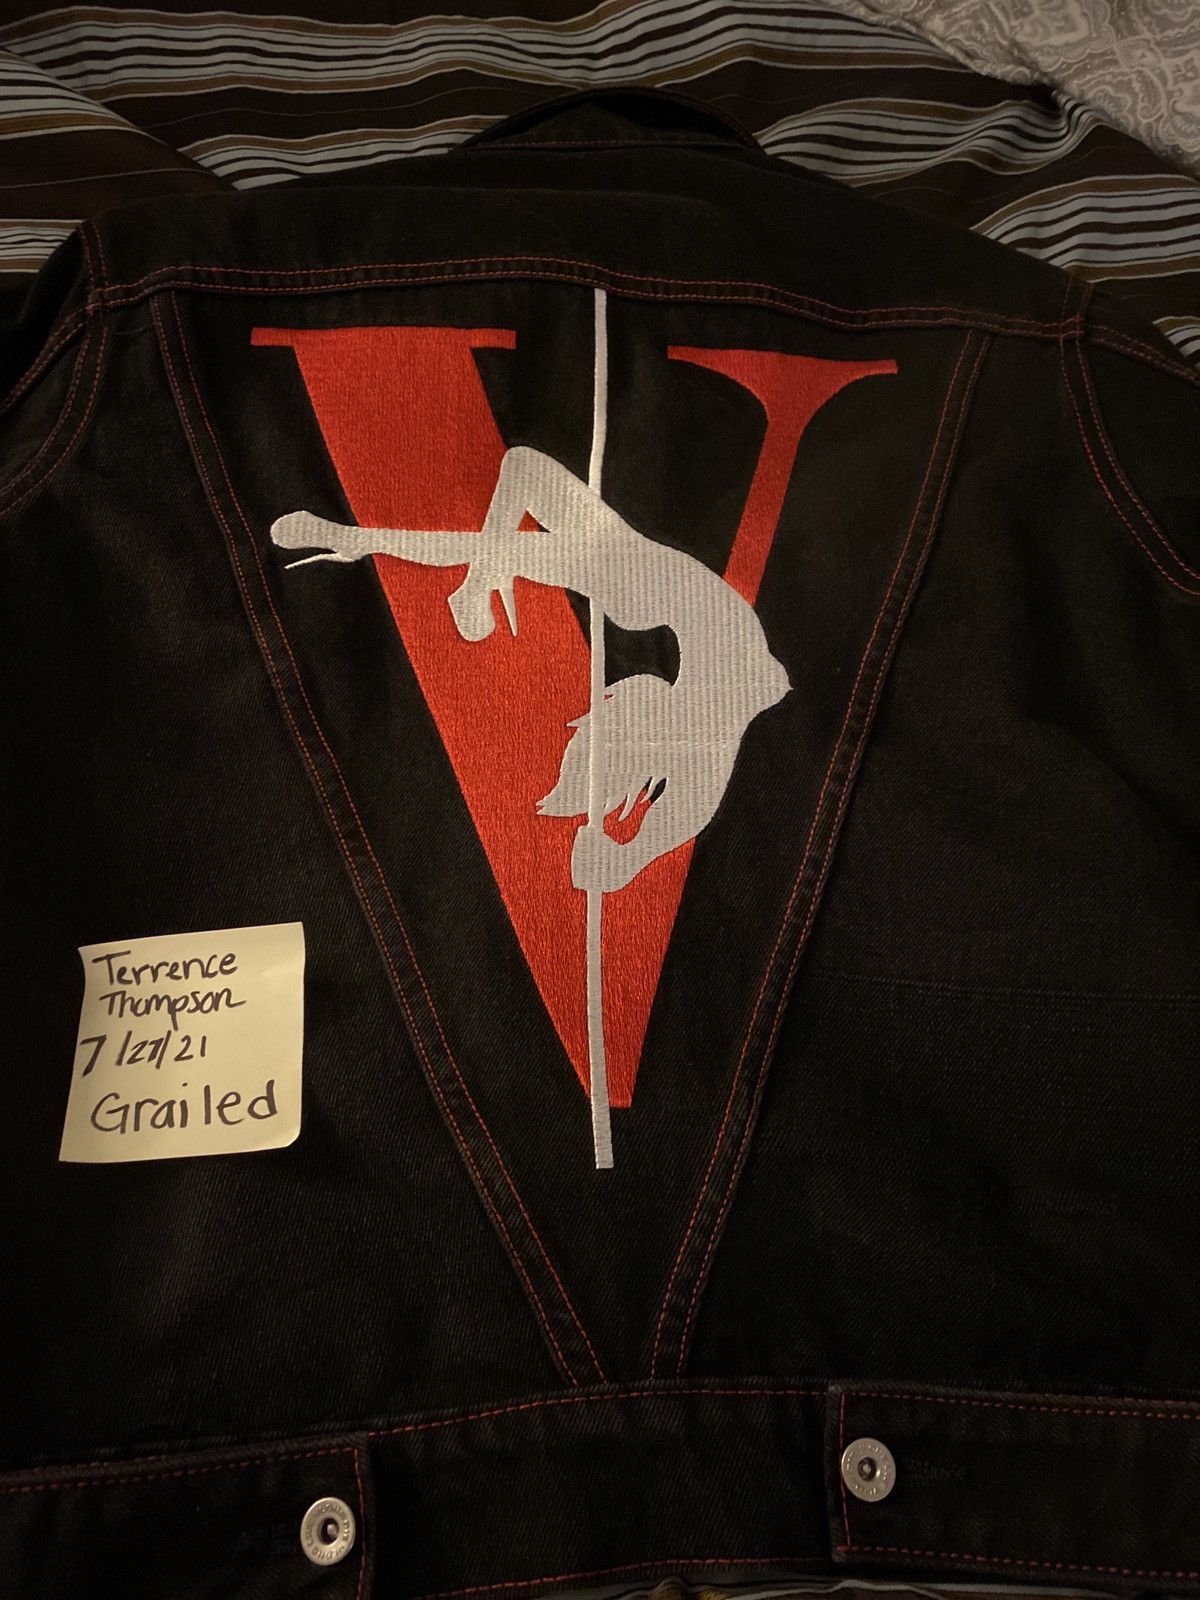 V
Terrence
Thompson
7/27/21
Grailed